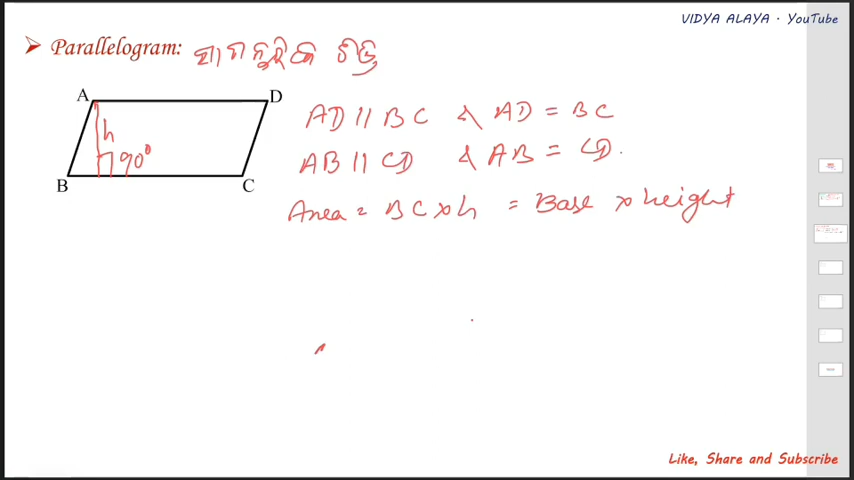 VIDYA ALAYA · YouTube
➢ Parallelogram:
A D
AD || BC & AD = BC
h
90°
AB || CD & AB = CD.
B C
Area = BC x h = Base x height
Like, Share and Subscribe